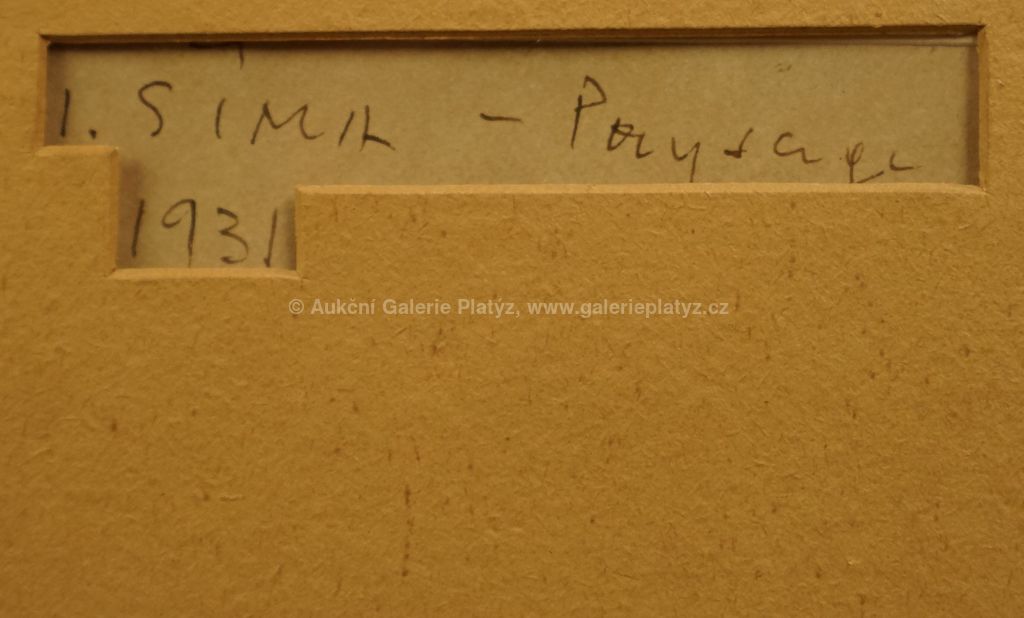 1. SIMA – Paysage
1931
© Aukční Galerie Platýz, www.galerieplatyz.cz